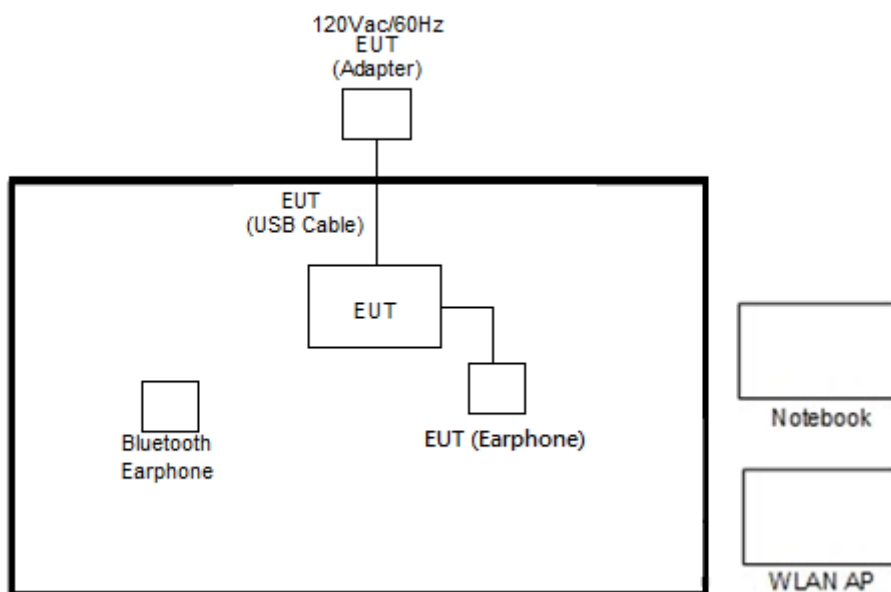 120Vac/60Hz
EUT
(Adapter)
EUT
(USB Cable)
EUT
Bluetooth
Earphone
EUT (Earphone)
Notebook
WLAN AP